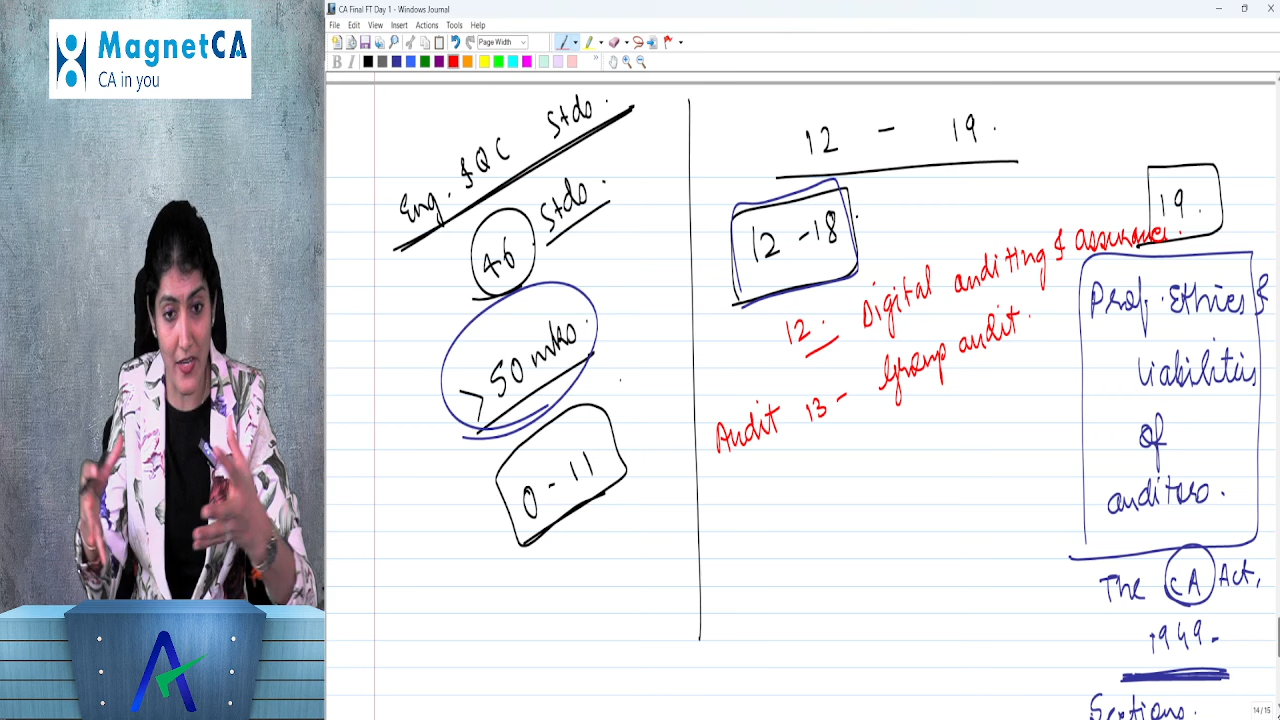 MagnetCA
CA in you
CA Final FT Day 1 - Windows Journal
File Edit View Insert Actions Tools Help
Page Width
B I
Eng. & QC Stds.
46 Stds.
> 50 mks.
0 - 11
12 - 19.
12 - 18
19.
12. Digital auditing & assurance.
Audit 13 - Group audit.
Prof. Ethics &
liabilities
of
auditors.
The CA Act,
1949.
Sections.
14 / 15